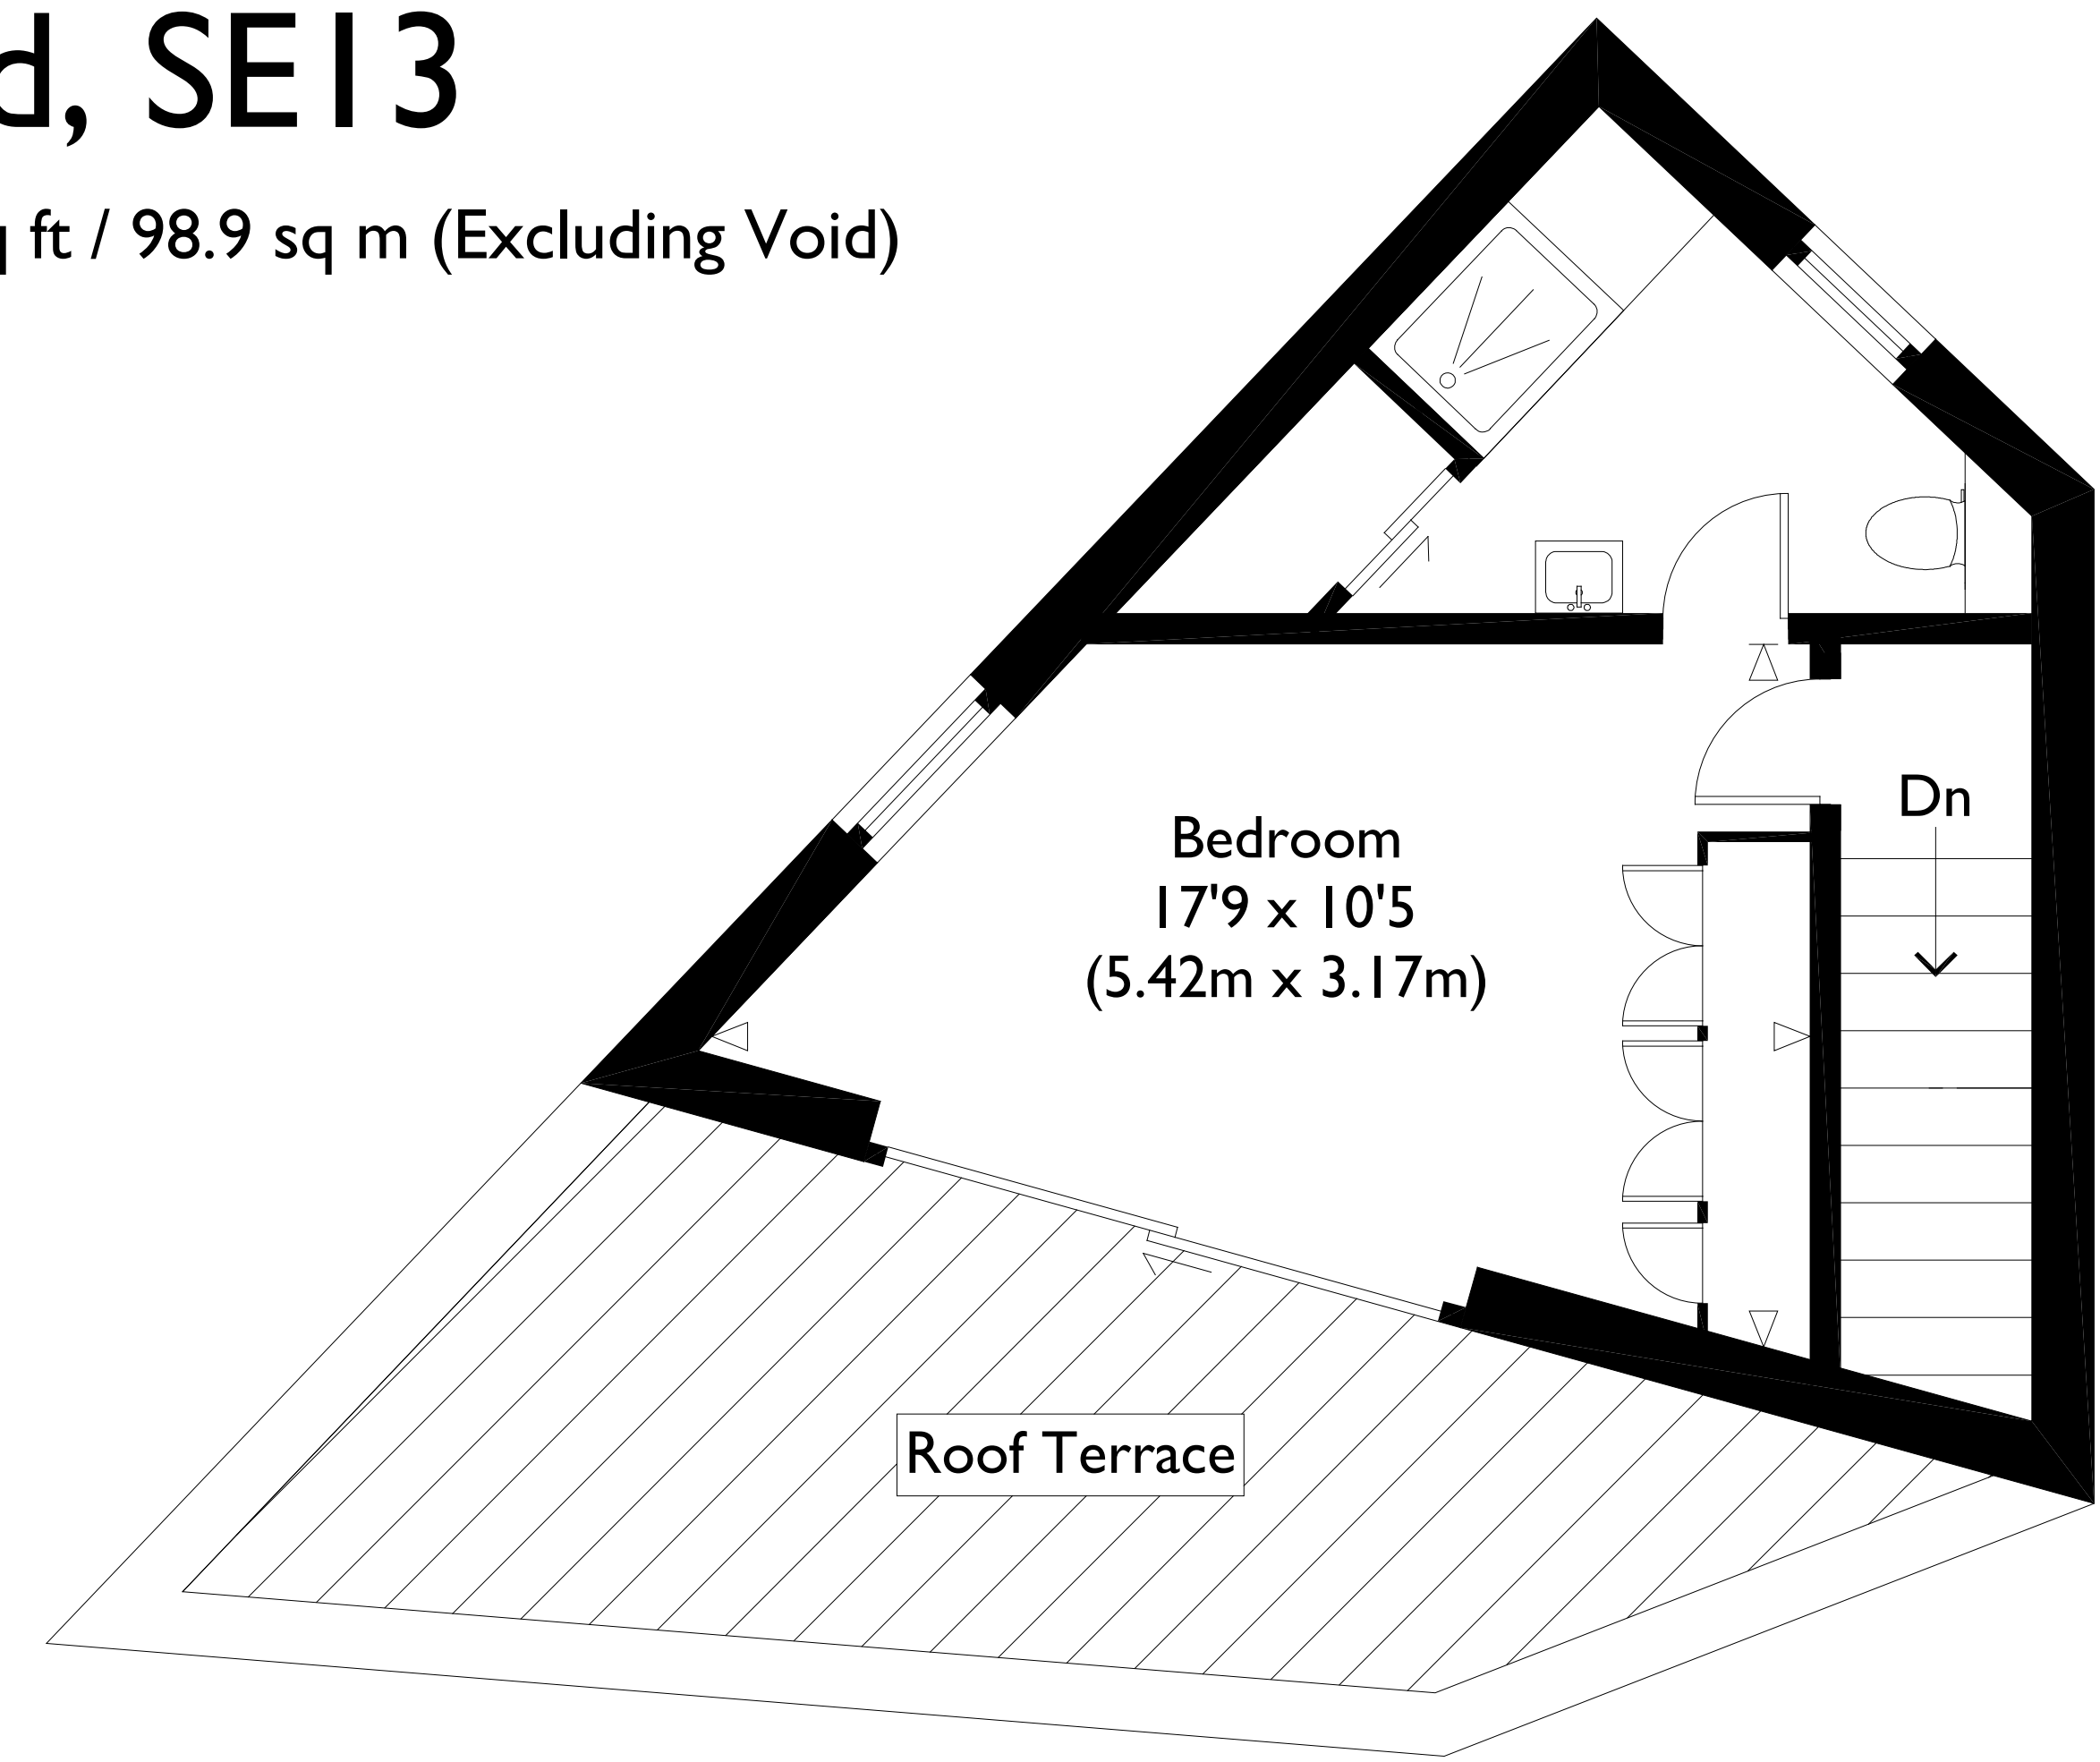 d, SE13
ft / 98.9 sq m (Excluding Void)
Dn
Bedroom
17'9 x 10'5
(5.42m x 3.17m)
Roof Terrace